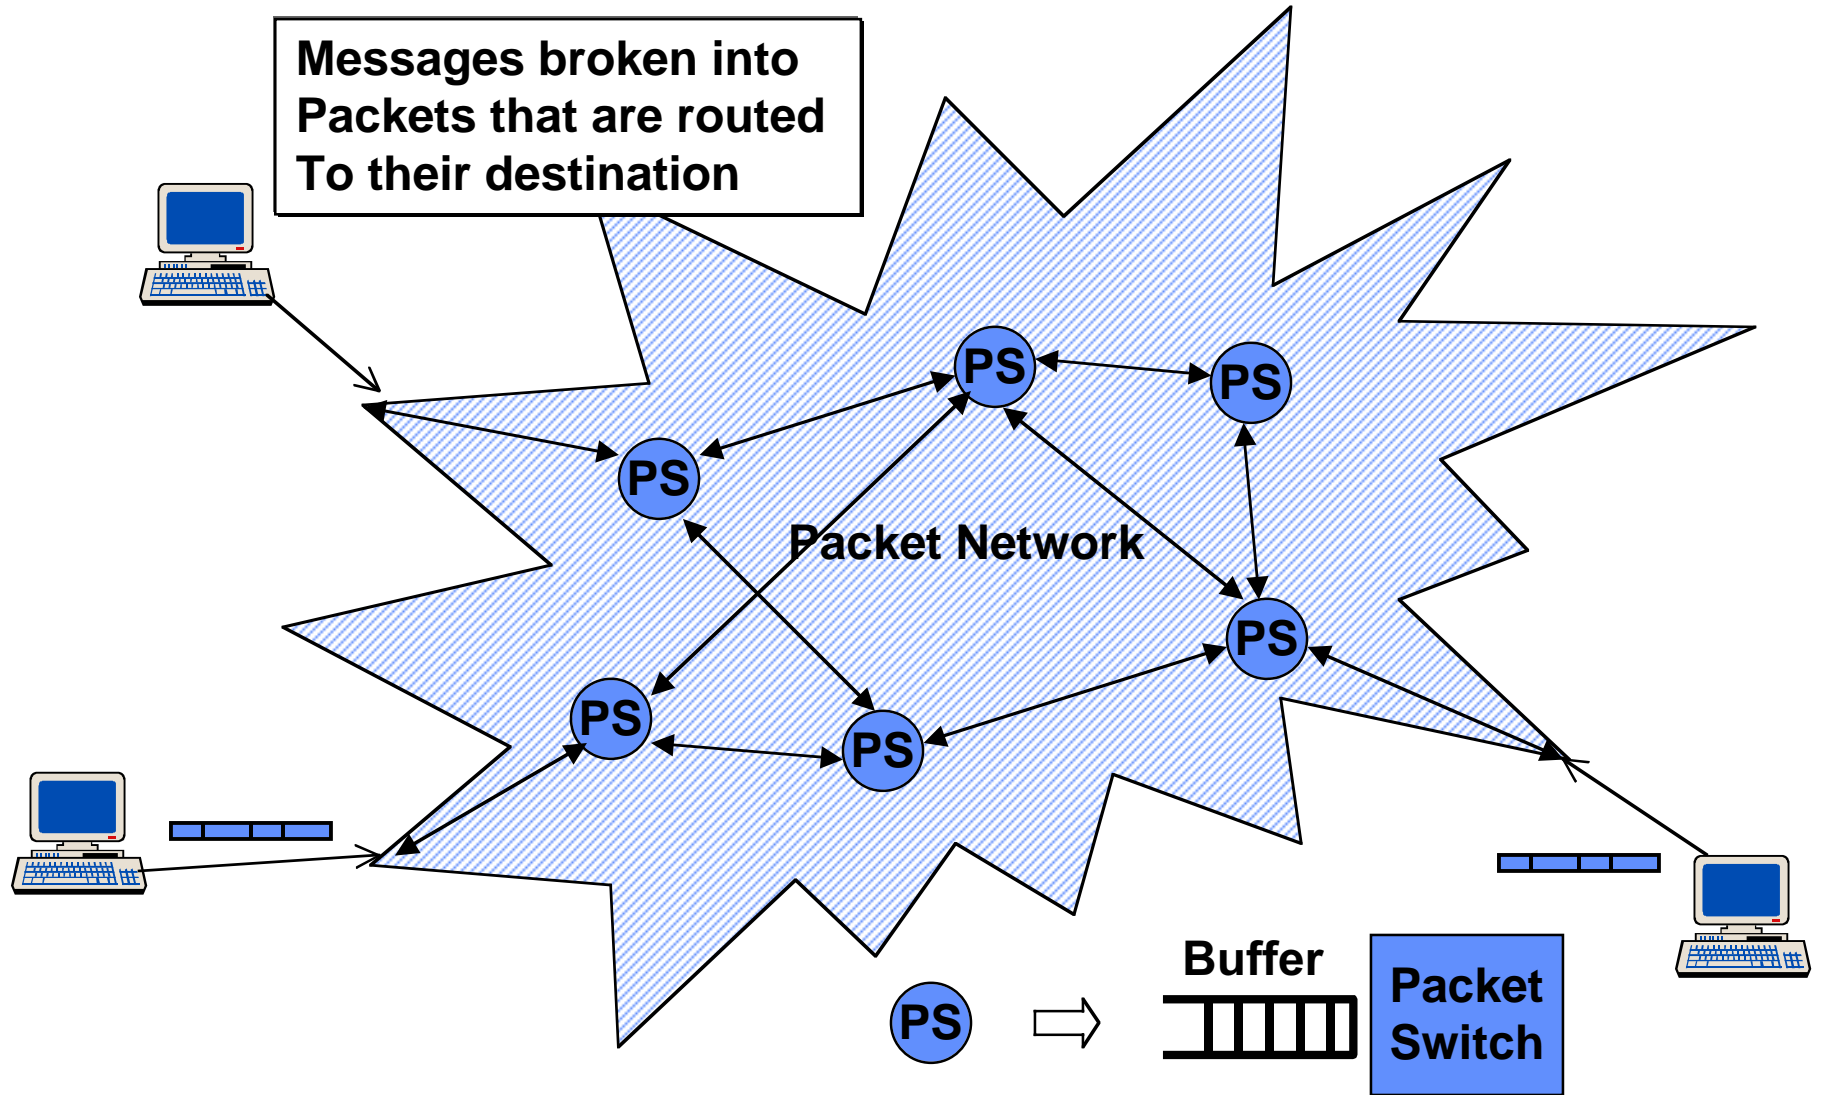 Messages broken into
Packets that are routed
To their destination
PS
PS
PS
Packet Network
PS
PS
PS
Buffer
PS
Packet
Switch